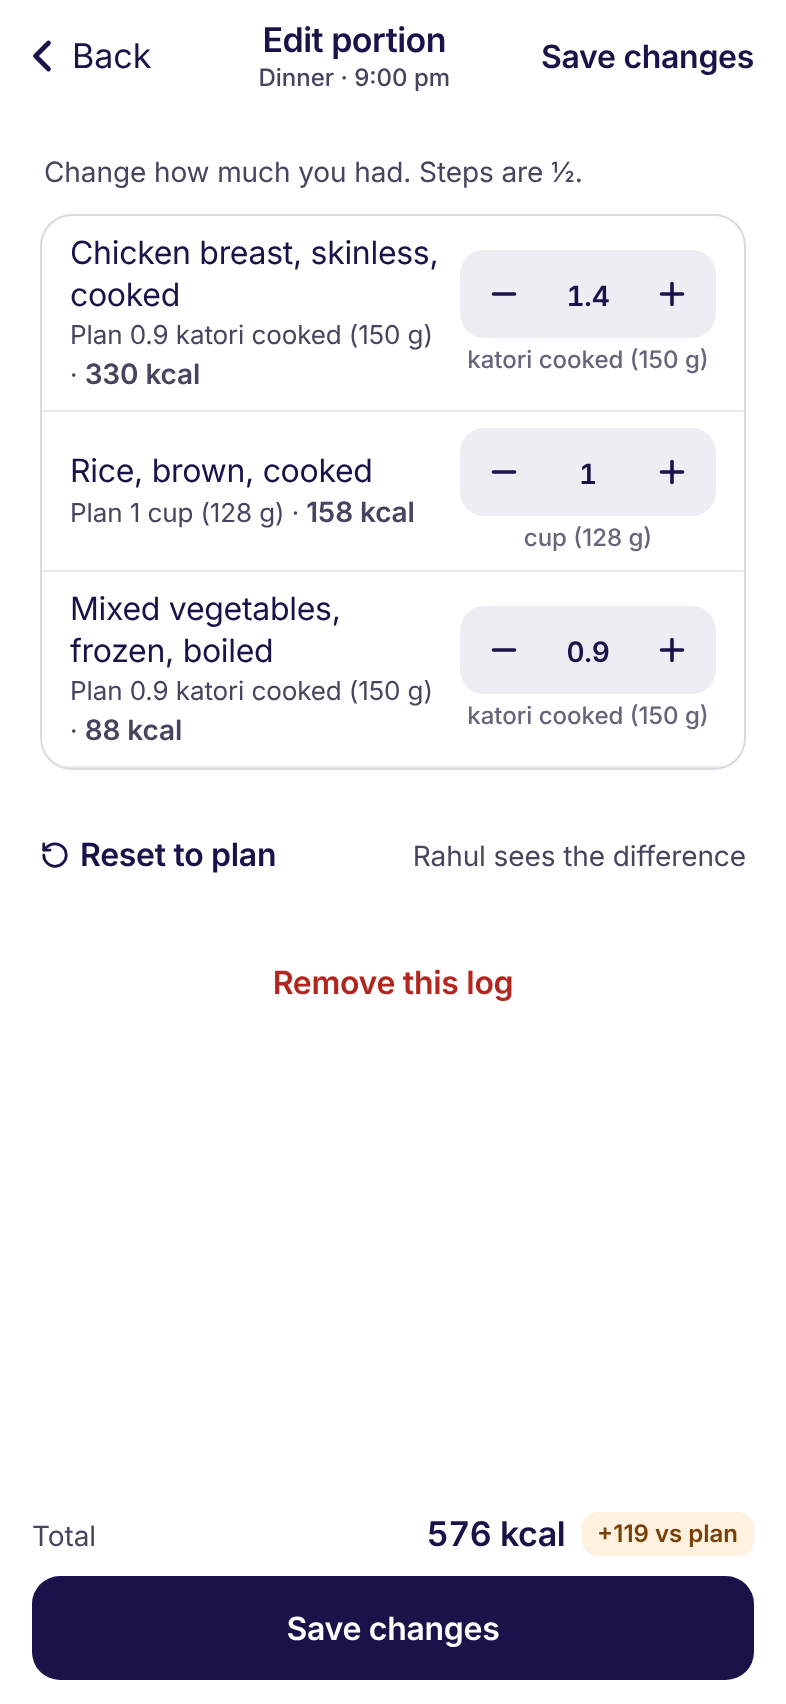 Back
Edit portion
Dinner · 9:00 pm
Save changes
Change how much you had. Steps are ½.
Chicken breast, skinless,
cooked
Plan 0.9 katori cooked (150 g)
· 330 kcal
− 1.4 +
katori cooked (150 g)
Rice, brown, cooked
Plan 1 cup (128 g) · 158 kcal
− 1 +
cup (128 g)
Mixed vegetables,
frozen, boiled
Plan 0.9 katori cooked (150 g)
· 88 kcal
− 0.9 +
katori cooked (150 g)
Reset to plan
Rahul sees the difference
Remove this log
Total
576 kcal
+119 vs plan
Save changes